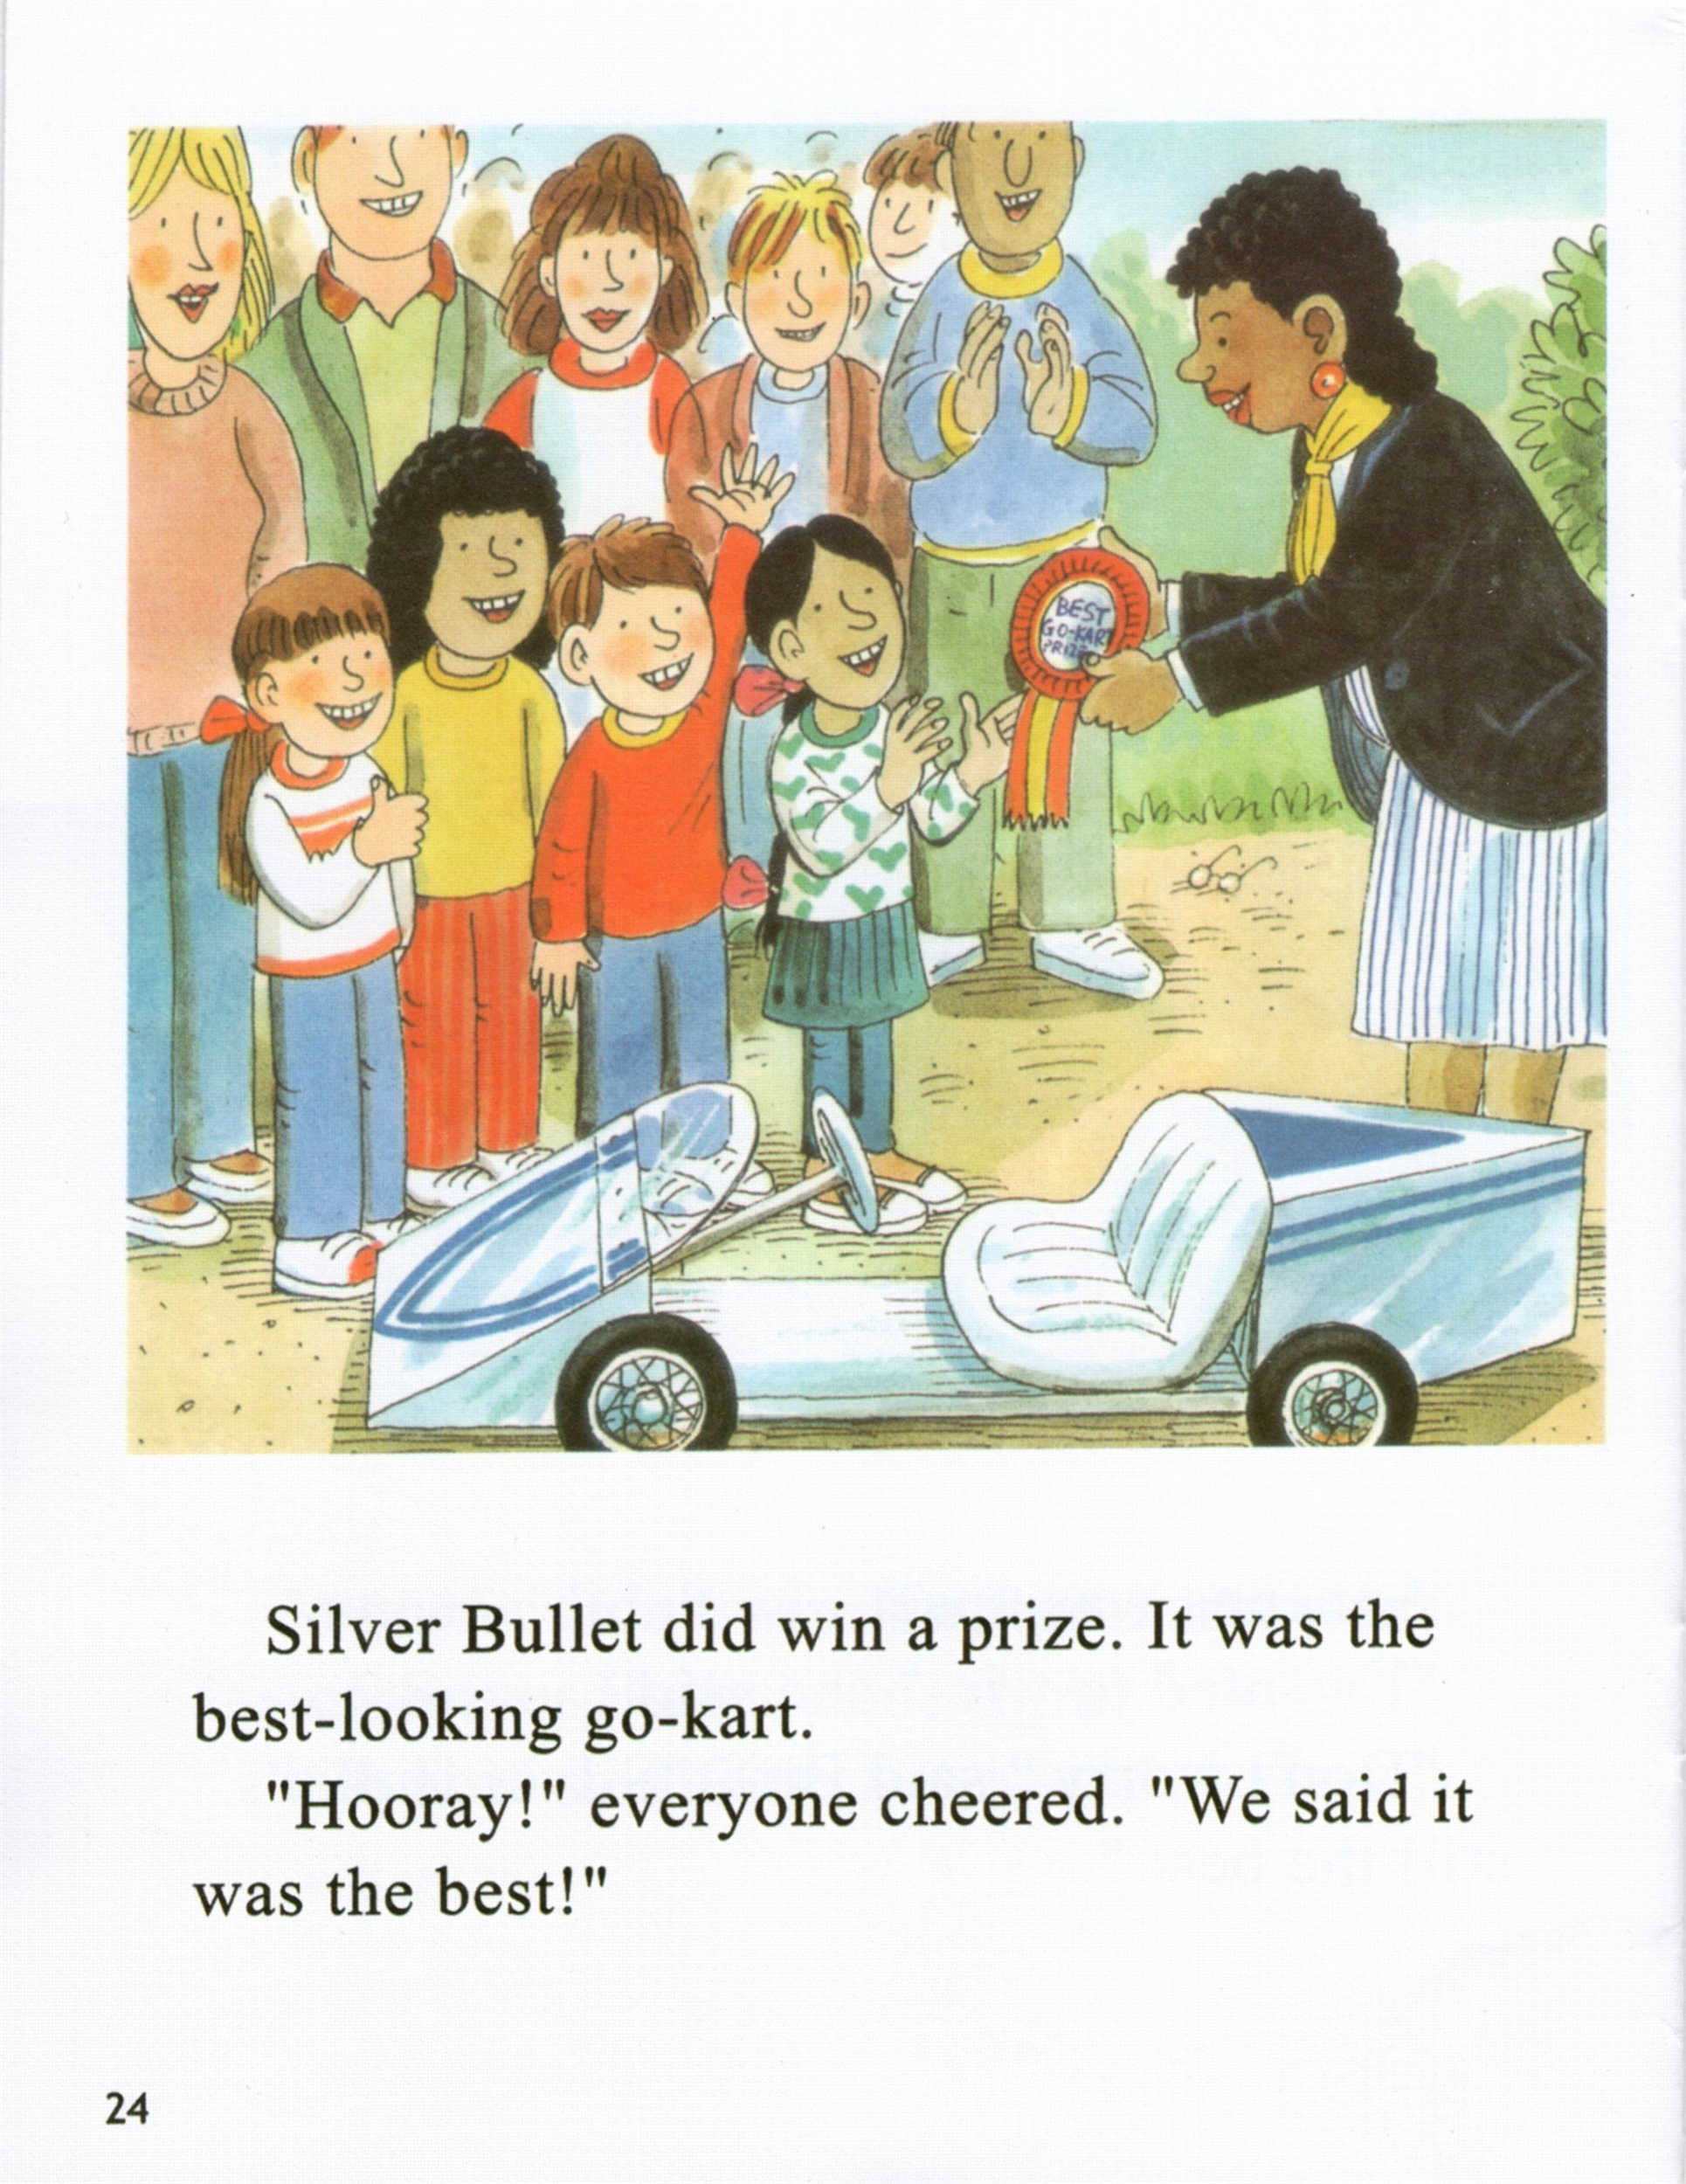 BEST
GO-KART
PRIZE
Silver Bullet did win a prize. It was the
best-looking go-kart.
"Hooray!" everyone cheered. "We said it
was the best!"
24